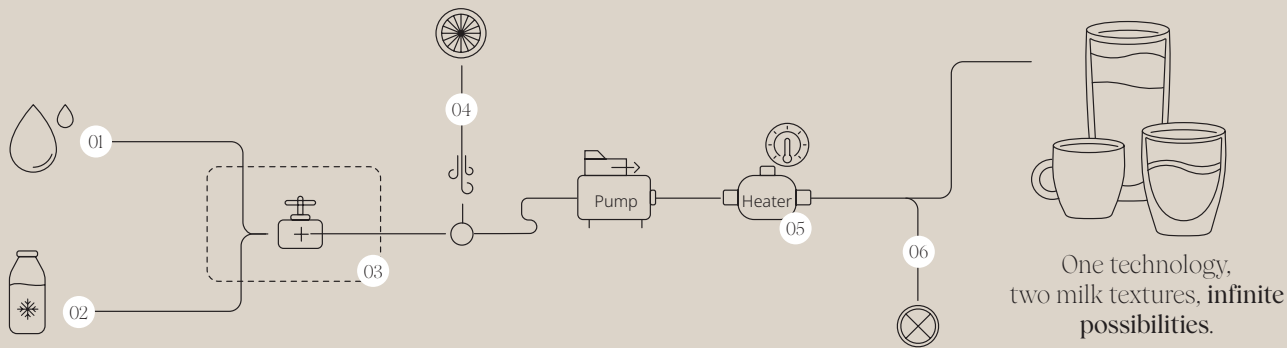 04
01
Pump
Heater
05
06
03
02
One technology,
two milk textures, infinite
possibilities.